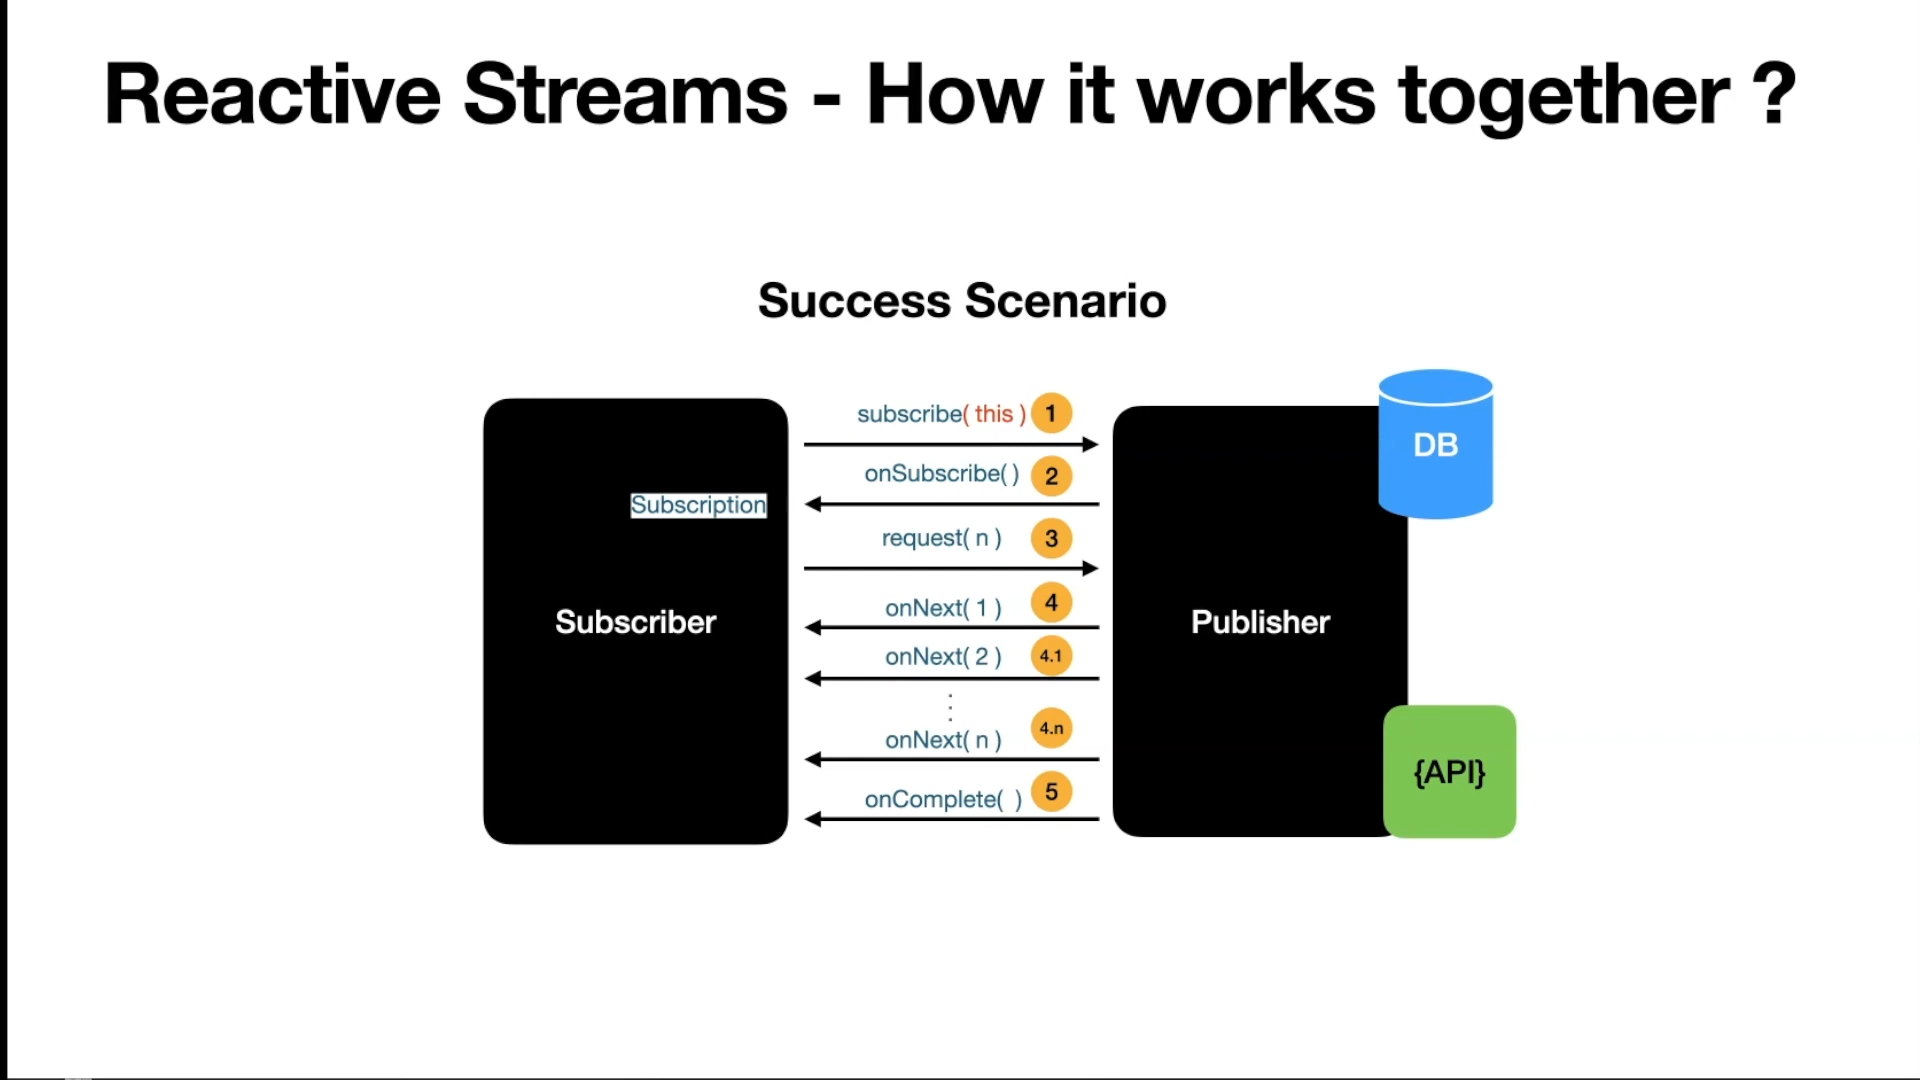 Reactive Streams - How it works together ?
Success Scenario
subscribe( this ) 1
onSubscribe( ) 2
Subscription
request( n ) 3
onNext( 1 ) 4
onNext( 2 ) 4.1
onNext( n ) 4.n
onComplete( ) 5
Subscriber
Publisher
DB
{API}